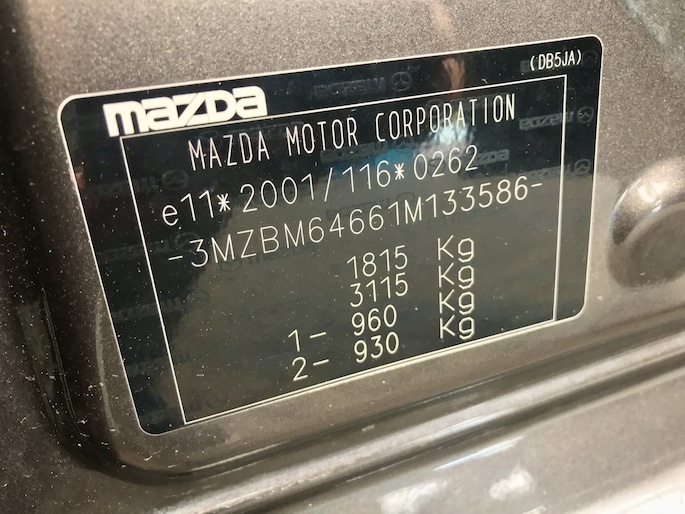 (DB5JA)
mazda
MAZDA MOTOR CORPORATION
e11*2001/116*0262
-3MZBM64661M133586-
1815 Kg
3115 Kg
1- 960 Kg
2- 930 Kg